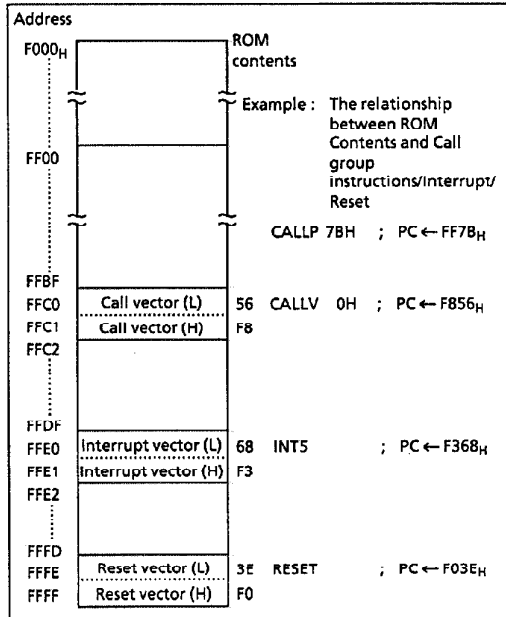 Address
F000H
ROM
contents
Example : The relationship
between ROM
Contents and Call
group
instructions/Interrupt/
Reset
FF00
CALLP 7BH ; PC ← FF7BH
FFBF
FFC0 Call vector (L) 56 CALLV 0H ; PC ← F856H
FFC1 Call vector (H) F8
FFC2
FFDF
FFE0 Interrupt vector (L) 68 INT5 ; PC ← F368H
FFE1 Interrupt vector (H) F3
FFE2
FFFD
FFFE Reset vector (L) 3E RESET ; PC ← F03EH
FFFF Reset vector (H) F0